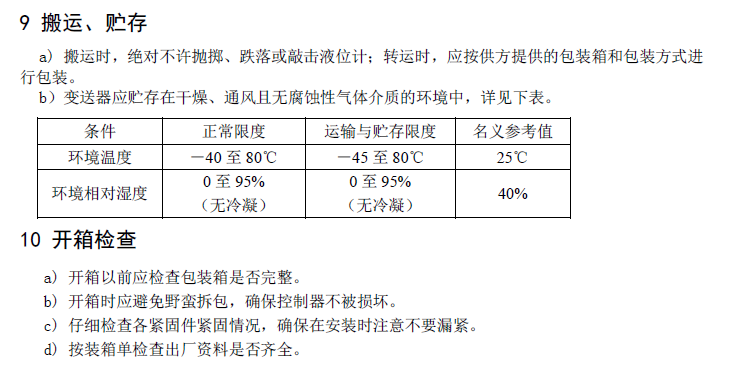 9 搬运、贮存
a) 搬运时，绝对不许抛掷、跌落或敲击液位计；转运时，应按供方提供的包装箱和包装方式进
行包装。
b）变送器应贮存在干燥、通风且无腐蚀性气体介质的环境中，详见下表。
条件 正常限度 运输与贮存限度 名义参考值
环境温度 －40 至 80℃ －45 至 80℃ 25℃
环境相对湿度 0 至 95% 0 至 95% 40%
（无冷凝） （无冷凝）
10 开箱检查
a) 开箱以前应检查包装箱是否完整。
b) 开箱时应避免野蛮拆包，确保控制器不被损坏。
c) 仔细检查各紧固件紧固情况，确保在安装时注意不要漏紧。
d) 按装箱单检查出厂资料是否齐全。